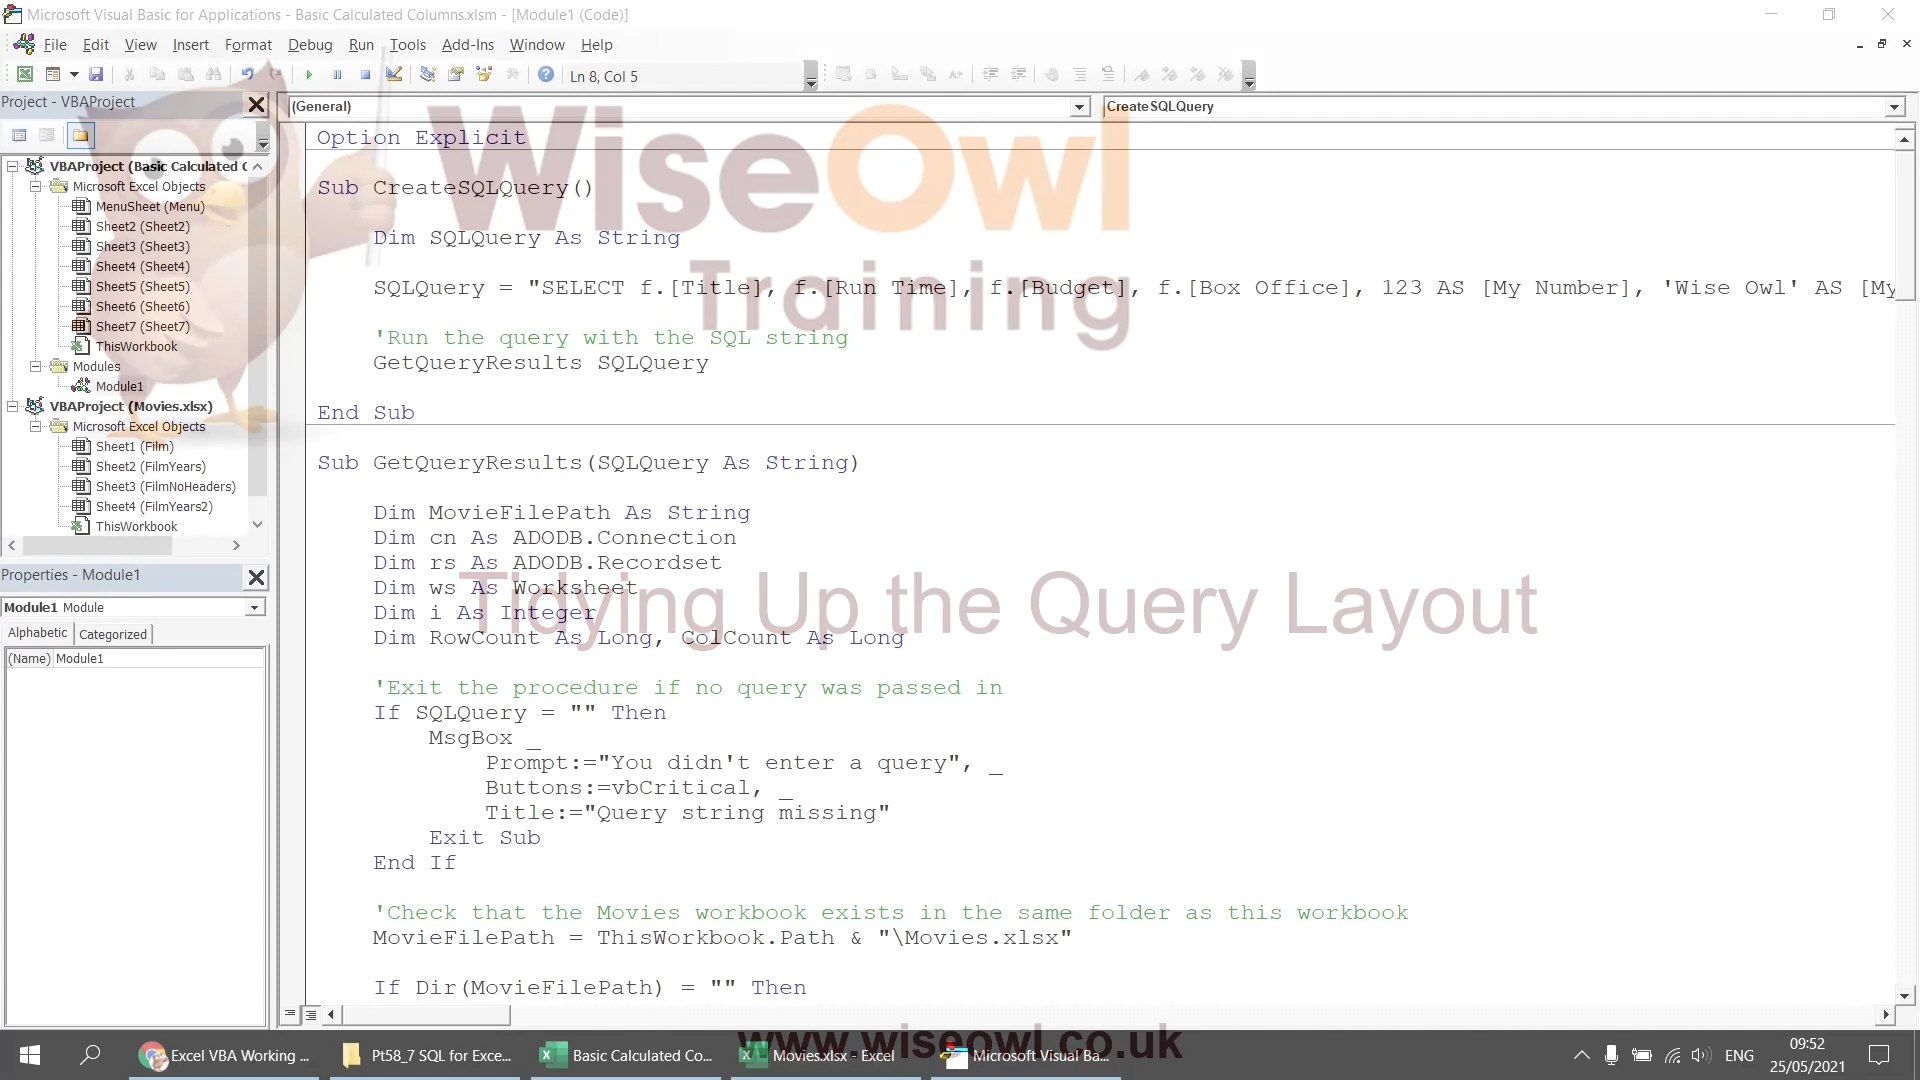 Microsoft Visual Basic for Applications - Basic Calculated Columns.xlsm - [Module1 (Code)]
File Edit View Insert Format Debug Run Tools Add-Ins Window Help
Ln 8, Col 5
Project - VBAProject
(General)
CreateSQLQuery
VBAProject (Basic Calculated C
Microsoft Excel Objects
MenuSheet (Menu)
Sheet2 (Sheet2)
Sheet3 (Sheet3)
Sheet4 (Sheet4)
Sheet5 (Sheet5)
Sheet6 (Sheet6)
Sheet7 (Sheet7)
ThisWorkbook
Modules
Module1
VBAProject (Movies.xlsx)
Microsoft Excel Objects
Sheet1 (Film)
Sheet2 (FilmYears)
Sheet3 (FilmNoHeaders)
Sheet4 (FilmYears2)
ThisWorkbook
Properties - Module1
Module1 Module
Alphabetic Categorized
(Name) Module1
Option Explicit
Sub CreateSQLQuery()
Dim SQLQuery As String
SQLQuery = "SELECT f.[Title], f.[Run Time], f.[Budget], f.[Box Office], 123 AS [My Number], 'Wise Owl' AS [My
'Run the query with the SQL string
GetQueryResults SQLQuery
End Sub
Sub GetQueryResults(SQLQuery As String)
Dim MovieFilePath As String
Dim cn As ADODB.Connection
Dim rs As ADODB.Recordset
Dim ws As Worksheet
Dim i As Integer
Dim RowCount As Long, ColCount As Long
'Exit the procedure if no query was passed in
If SQLQuery = "" Then
MsgBox _
Prompt:="You didn't enter a query", _
Buttons:=vbCritical, _
Title:="Query string missing"
Exit Sub
End If
'Check that the Movies workbook exists in the same folder as this workbook
MovieFilePath = ThisWorkbook.Path & "\Movies.xlsx"
If Dir(MovieFilePath) = "" Then
WiseOwl
Training
Tidying Up the Query Layout
www.wiseowl.co.uk
Excel VBA Working ...
Pt58_7 SQL for Exce...
Basic Calculated Co...
Movies.xlsx - Excel
Microsoft Visual Ba...
ENG
09:52
25/05/2021